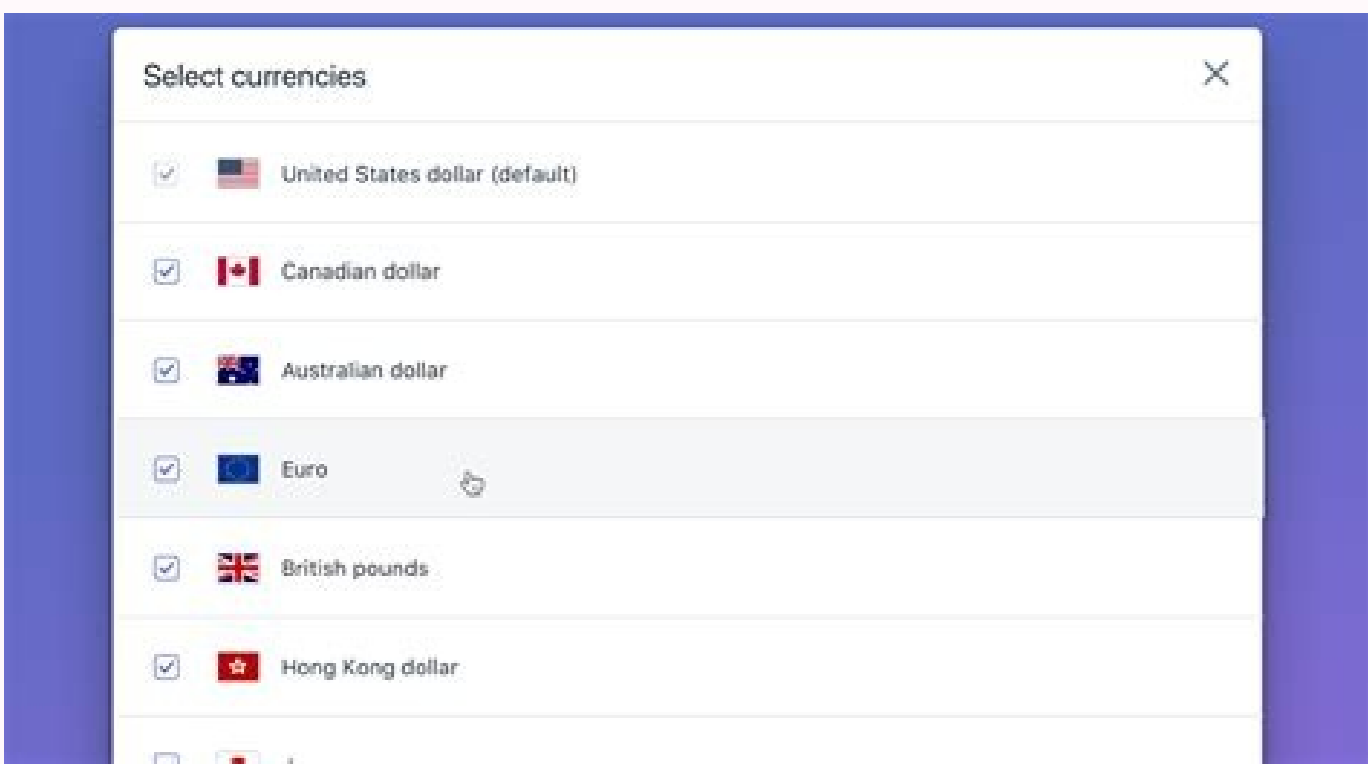 Select currencies
United States dollar (default)
Canadian dollar
Australian dollar
Euro
British pounds
Hong Kong dollar